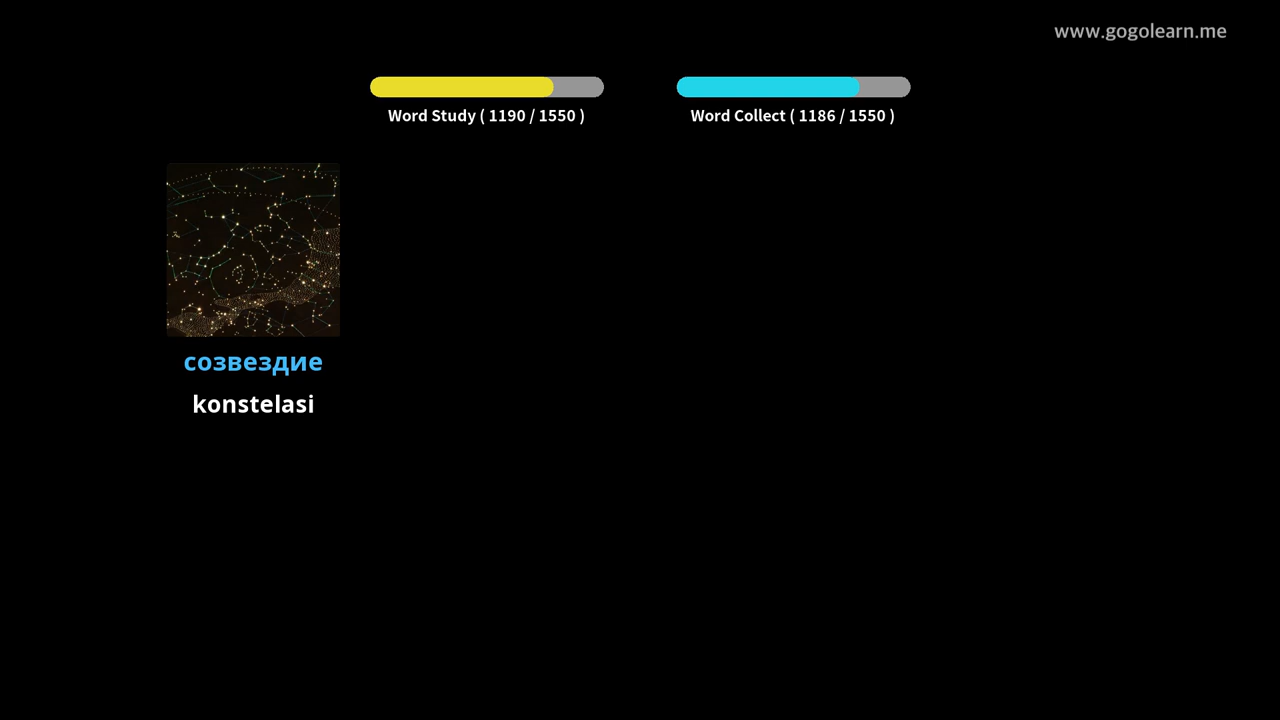 www.gogolearn.me
Word Study ( 1190 / 1550 )
Word Collect ( 1186 / 1550 )
созвездие
konstelasi